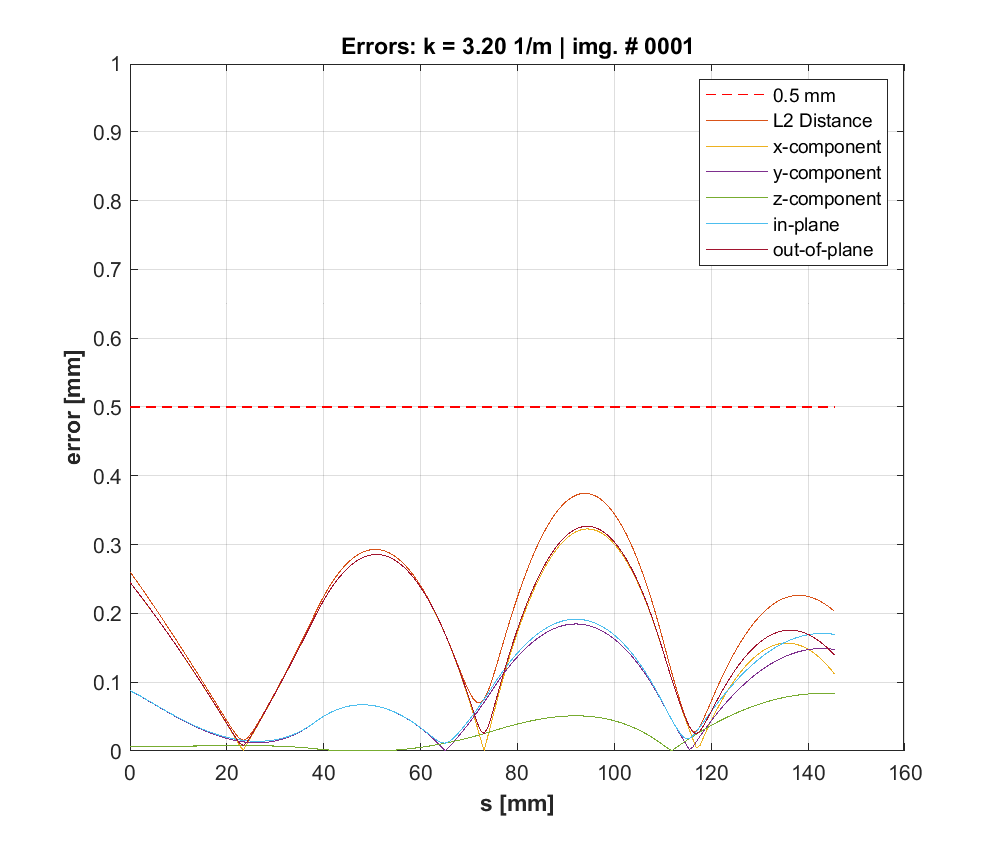 Errors: k = 3.20 1/m | img. # 0001
1
0.9
0.8
0.7
0.6
0.5
0.4
0.3
0.2
0.1
0
error [mm]
0.5 mm
L2 Distance
x-component
y-component
z-component
in-plane
out-of-plane
0 20 40 60 80 100 120 140 160
s [mm]